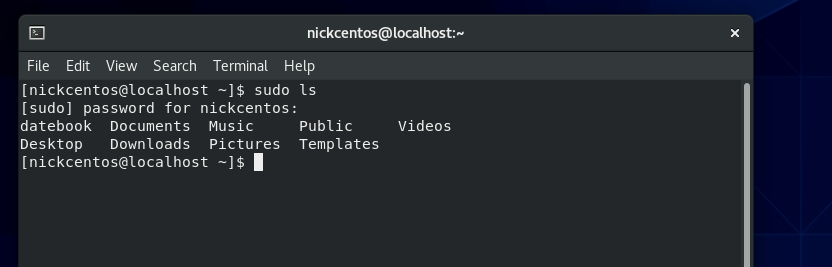 nickcentos@localhost:~
File Edit View Search Terminal Help
[nickcentos@localhost ~]$ sudo ls
[sudo] password for nickcentos:
datebook  Documents  Music     Public     Videos
Desktop   Downloads  Pictures  Templates
[nickcentos@localhost ~]$